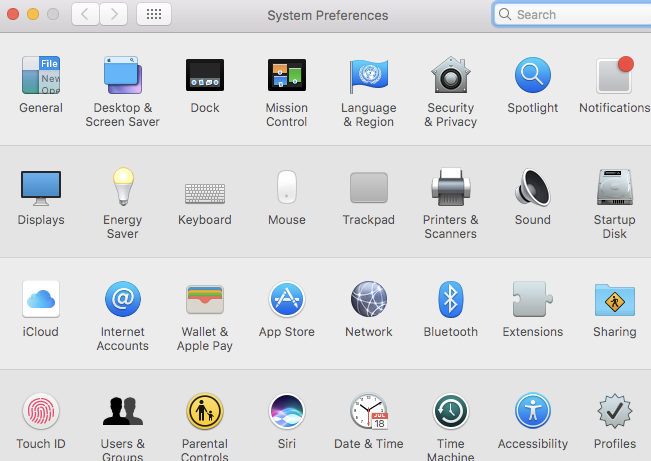 System Preferences
Search
File
New
Ope
General
Desktop &
Screen Saver
Dock
Mission
Control
Language
& Region
Security
& Privacy
Spotlight
Notifications
Displays
Energy
Saver
Keyboard
Mouse
Trackpad
Printers &
Scanners
Sound
Startup
Disk
iCloud
@
Internet
Accounts
Wallet &
Apple Pay
App Store
Network
Bluetooth
Extensions
Sharing
Touch ID
Users &
Groups
Parental
Controls
Siri
JUL
18
Date & Time
Time
Machine
Accessibility
Profiles